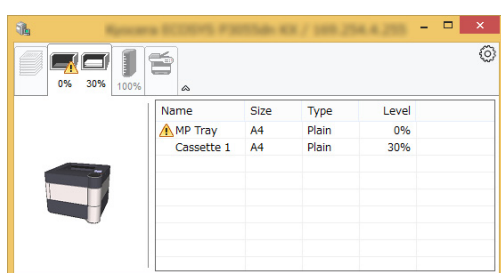 0% 30% 100%
Name Size Type Level
MP Tray A4 Plain 0%
Cassette 1 A4 Plain 30%